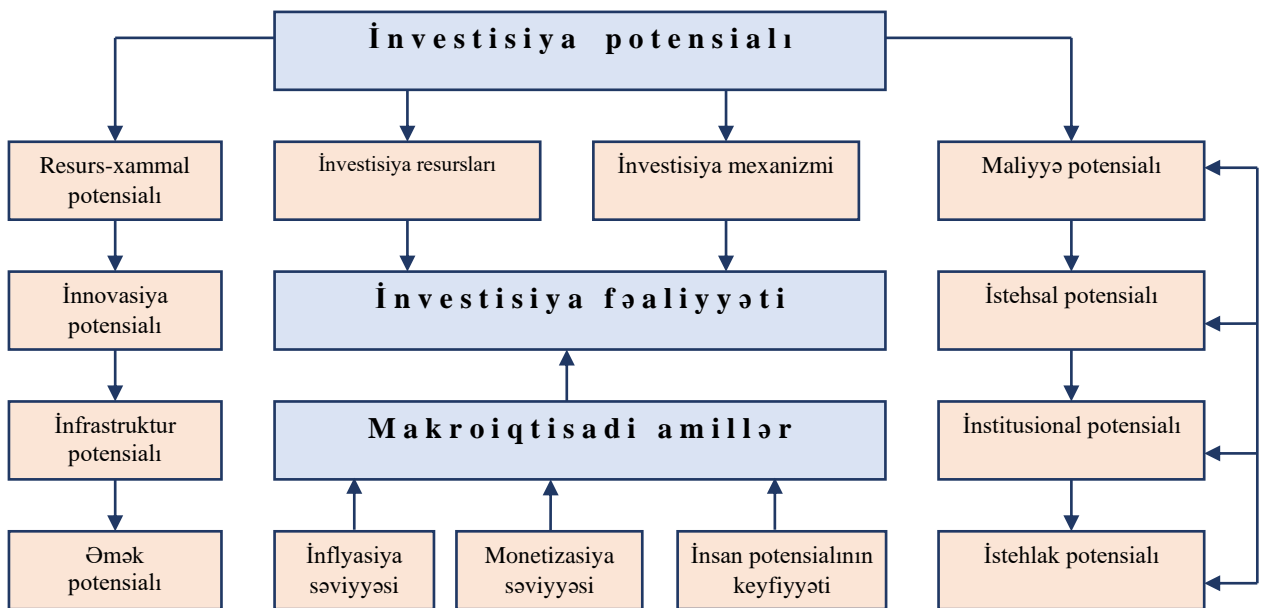 İnvestisiya potensialı
Resurs-xammal
potensialı
İnvestisiya resursları
İnvestisiya mexanizmi
Maliyyə potensialı
İnnovasiya
potensialı
İnvestisiya fəaliyyəti
İstehsal potensialı
İnfrastruktur
potensialı
Makroiqtisadi amillər
İnstitusional potensialı
Əmək
potensialı
İnflyasiya
səviyyəsi
Monetizasiya
səviyyəsi
İnsan potensialının
keyfiyyəti
İstehlak potensialı